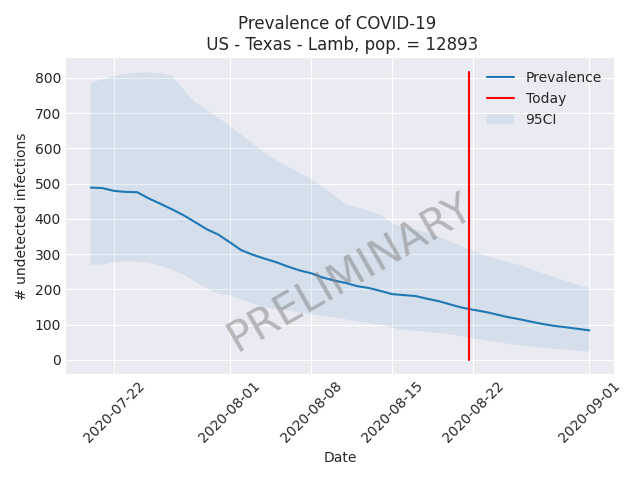 Prevalence of COVID-19
US - Texas - Lamb, pop. = 12893
Prevalence
Today
95CI
# undetected infections
800
700
600
500
400
300
200
100
0
PRELIMINARY
2020-07-22
2020-08-01
2020-08-08
2020-08-15
2020-08-22
2020-09-01
Date